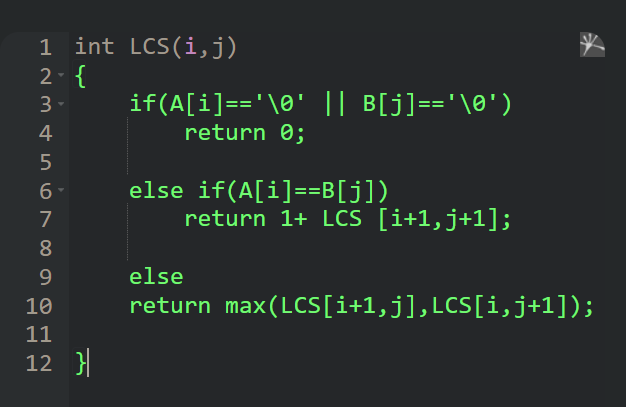 1 int LCS(i,j)
2 {
3     if(A[i]=='\0' || B[j]=='\0')
4         return 0;
5
6     else if(A[i]==B[j])
7         return 1+ LCS [i+1,j+1];
8
9     else
10     return max(LCS[i+1,j],LCS[i,j+1]);
11
12 }